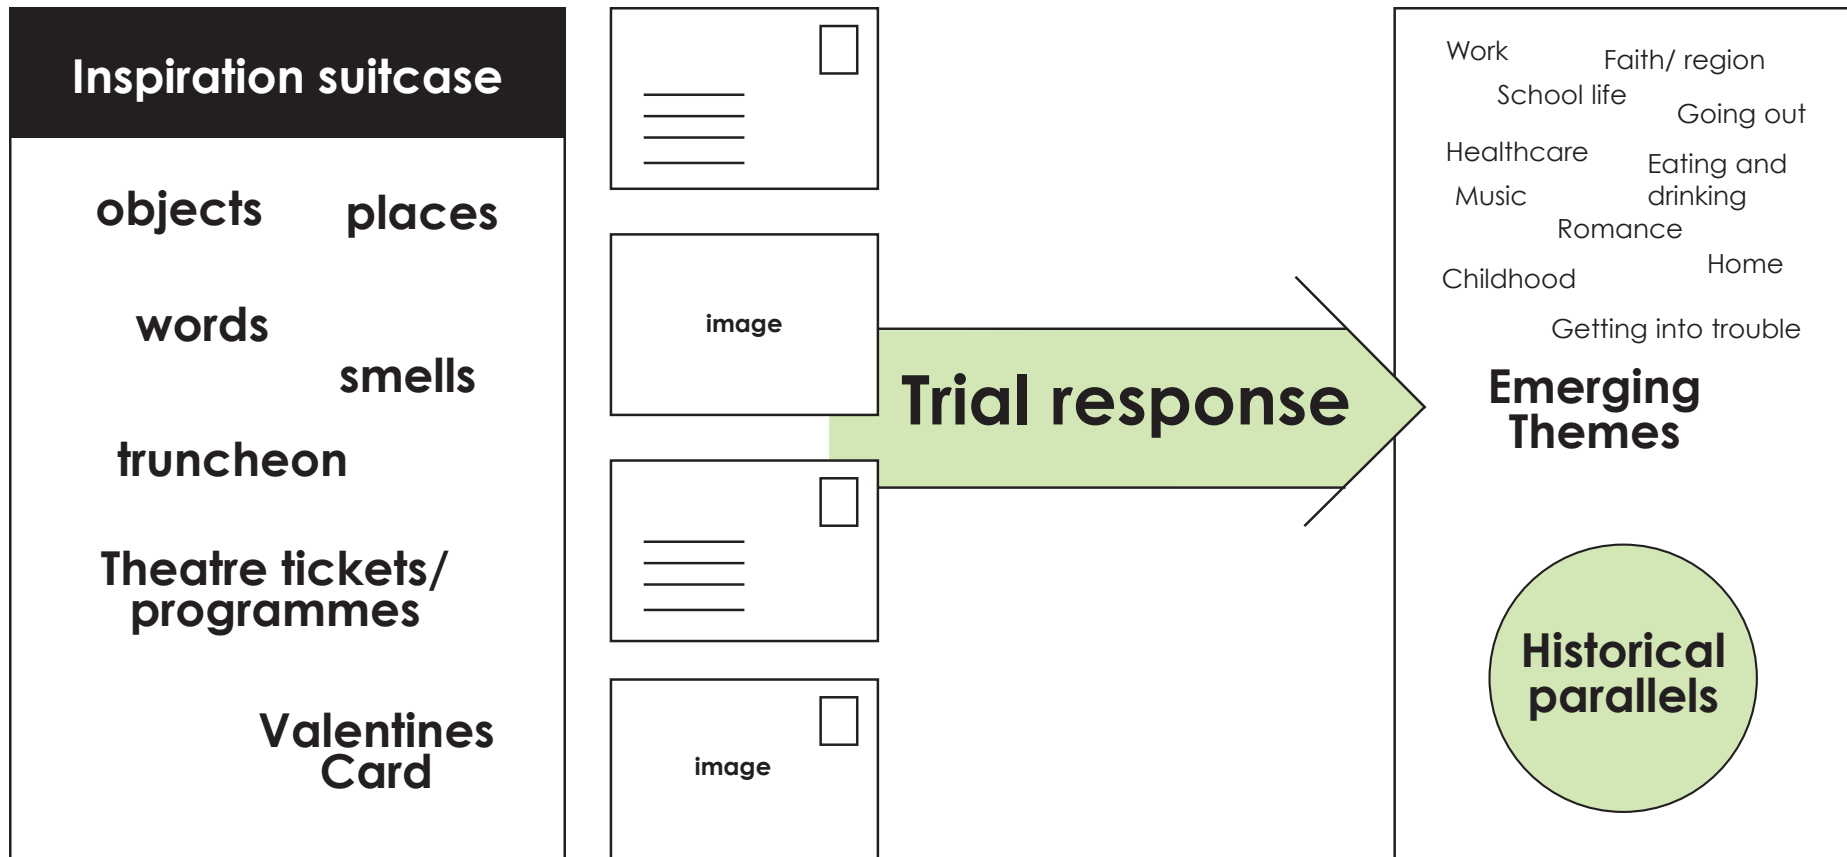 Inspiration suitcase
objects
places
words
smells
truncheon
Theatre tickets/
programmes
Valentines
Card
image
image
Trial response
Work
Faith/ region
School life
Going out
Healthcare
Eating and
drinking
Music
Romance
Home
Childhood
Getting into trouble
Emerging
Themes
Historical
parallels